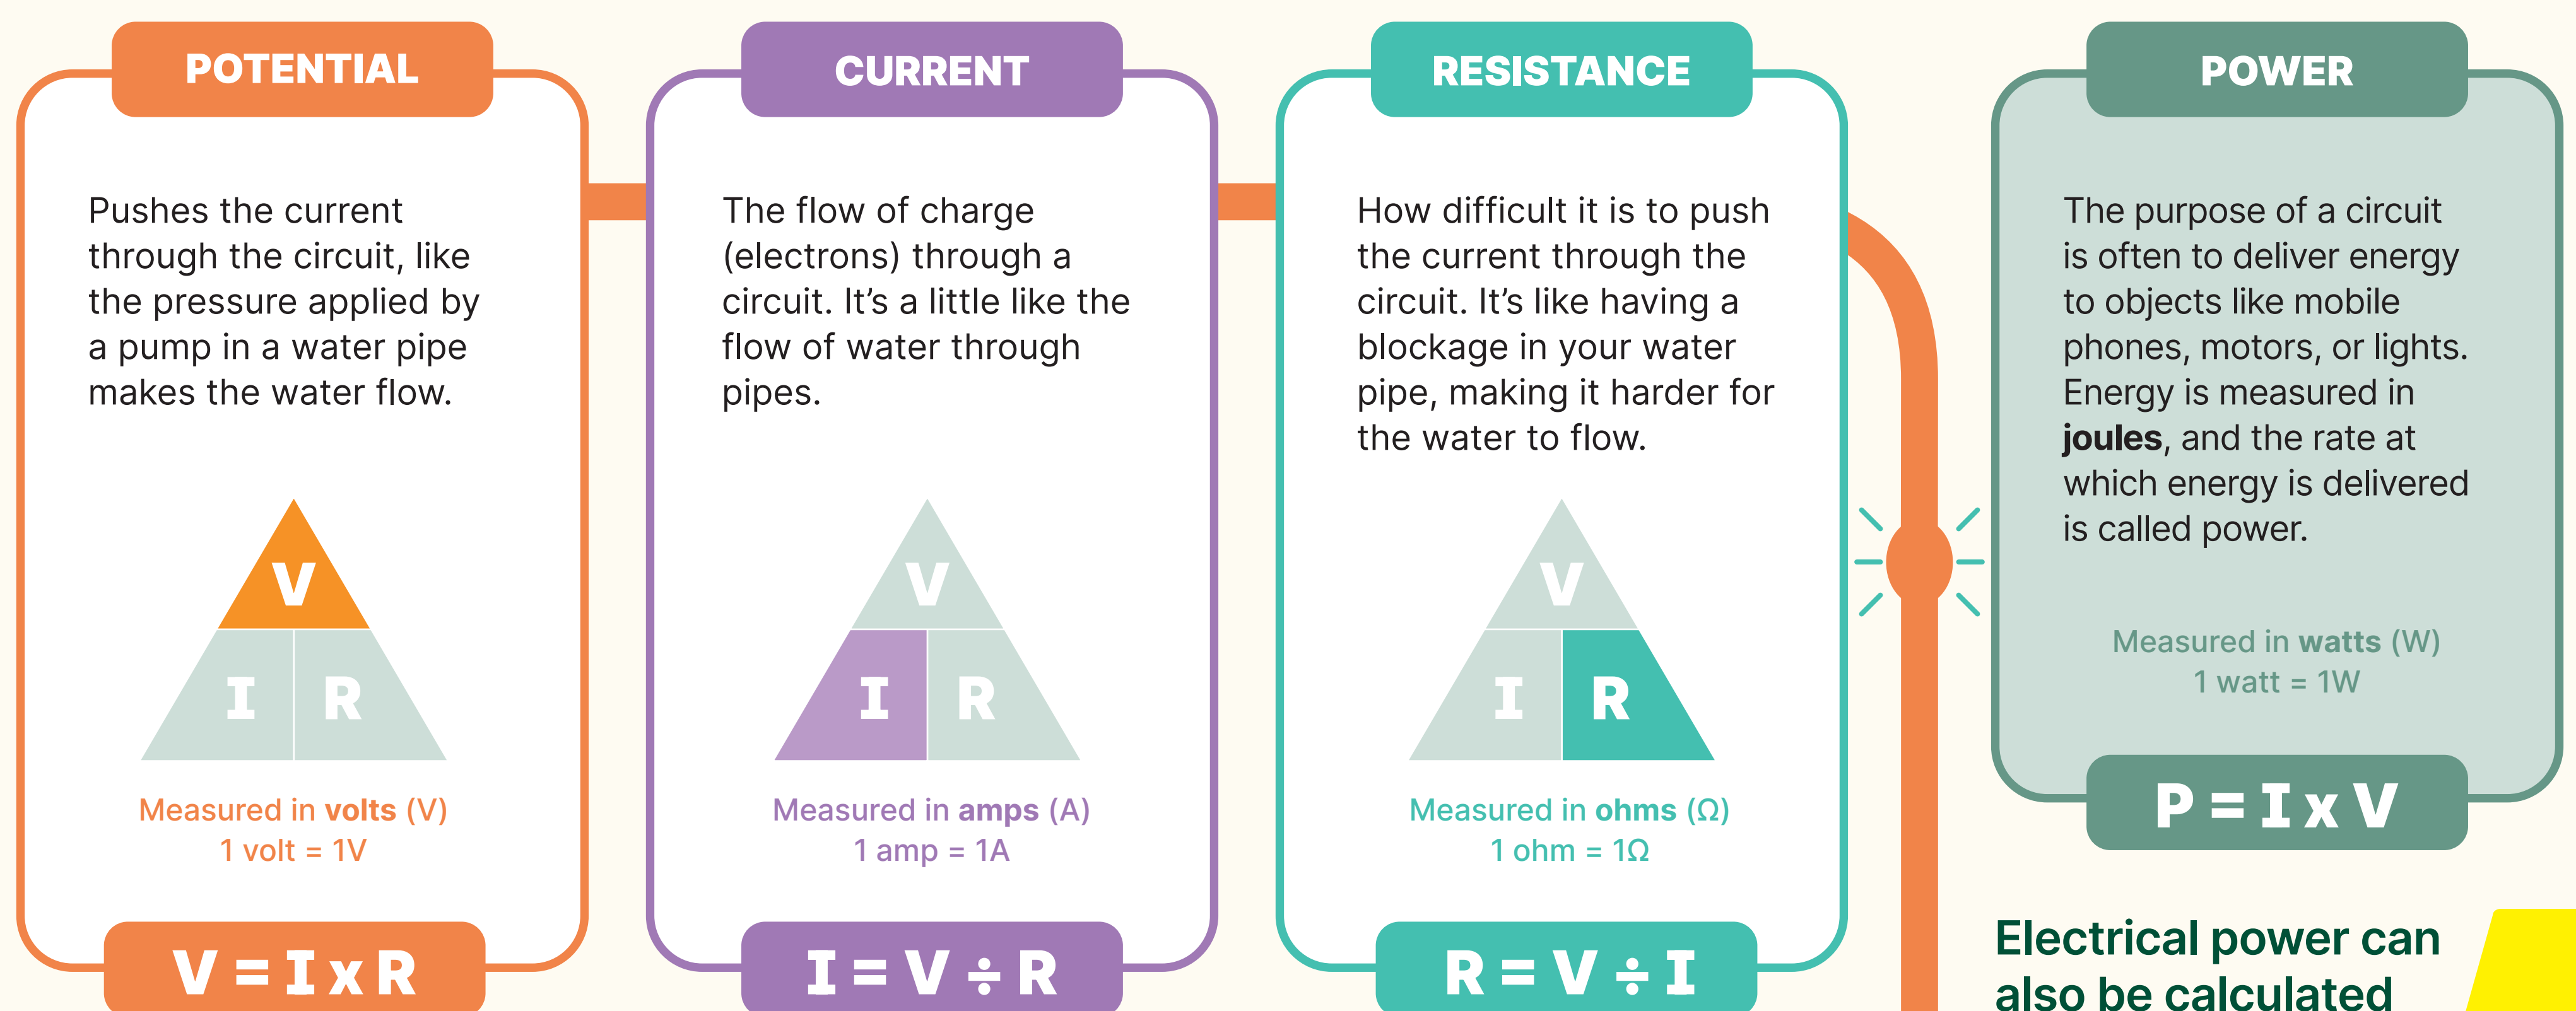 POTENTIAL
Pushes the current
through the circuit, like
the pressure applied by
a pump in a water pipe
makes the water flow.
V
I R
Measured in volts (V)
1 volt = 1V
V = I x R
CURRENT
The flow of charge
(electrons) through a
circuit. It’s a little like the
flow of water through
pipes.
V
I R
Measured in amps (A)
1 amp = 1A
I = V ÷ R
RESISTANCE
How difficult it is to push
the current through the
circuit. It’s like having a
blockage in your water
pipe, making it harder for
the water to flow.
V
I R
Measured in ohms (Ω)
1 ohm = 1Ω
R = V ÷ I
POWER
The purpose of a circuit
is often to deliver energy
to objects like mobile
phones, motors, or lights.
Energy is measured in
joules, and the rate at
which energy is delivered
is called power.
Measured in watts (W)
1 watt = 1W
P = I x V
Electrical power can
also be calculated